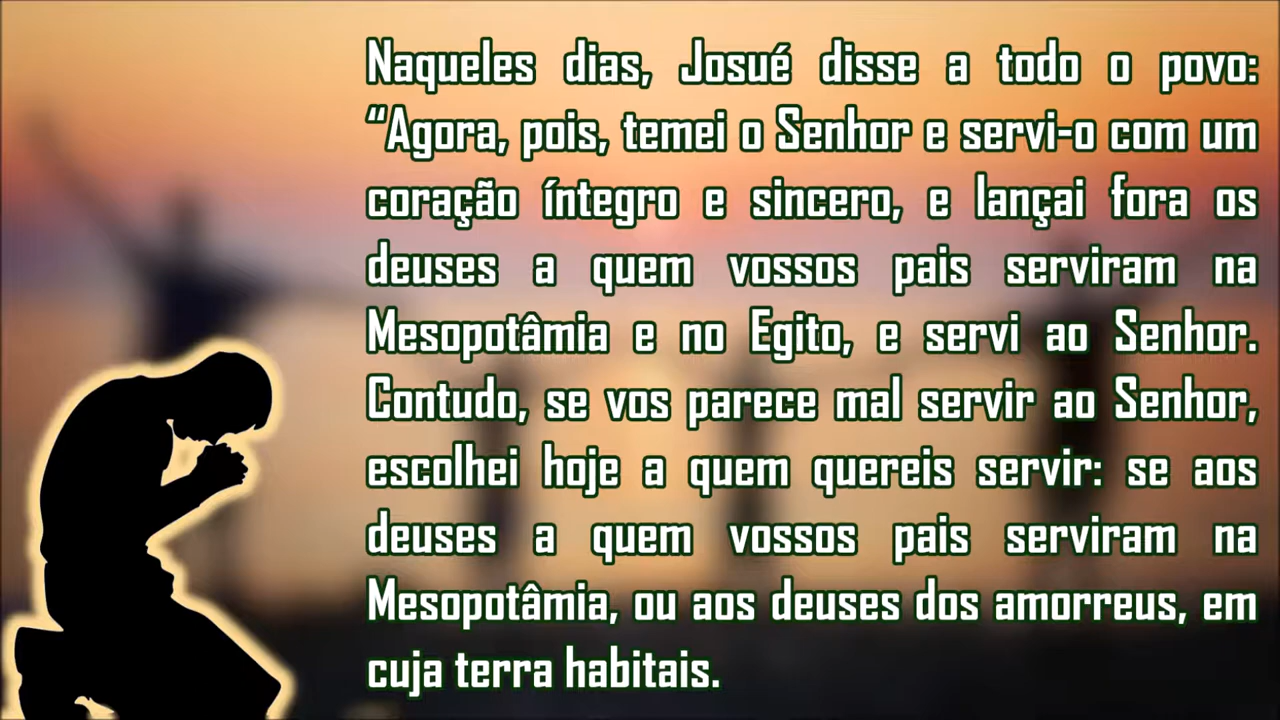 Naqueles dias, Josué disse a todo o povo:
“Agora, pois, temei o Senhor e servi-o com um
coração íntegro e sincero, e lançai fora os
deuses a quem vossos pais serviram na
Mesopotâmia e no Egito, e servi ao Senhor.
Contudo, se vos parece mal servir ao Senhor,
escolhei hoje a quem quereis servir: se aos
deuses a quem vossos pais serviram na
Mesopotâmia, ou aos deuses dos amorreus, em
cuja terra habitais.